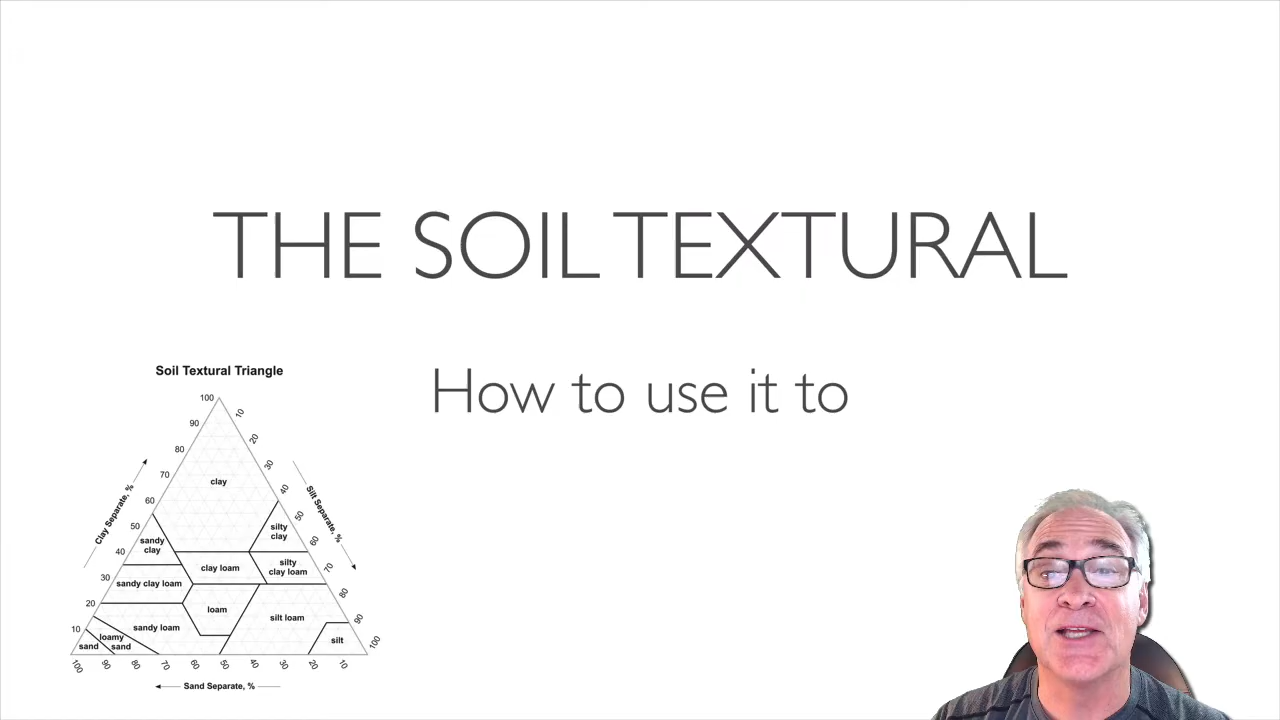 THE SOIL TEXTURAL
How to use it to
Soil Textural Triangle
100
90
80
70
60
50
40
30
20
10
10
20
30
40
50
60
70
80
90
100
Clay Separate, %
Silt Separate, %
clay
silty
clay
sandy
clay
clay loam
silty
clay loam
sandy clay loam
loam
silt loam
sandy loam
silt
loamy
sand
sand
100
90
80
70
60
50
40
30
20
10
Sand Separate, %